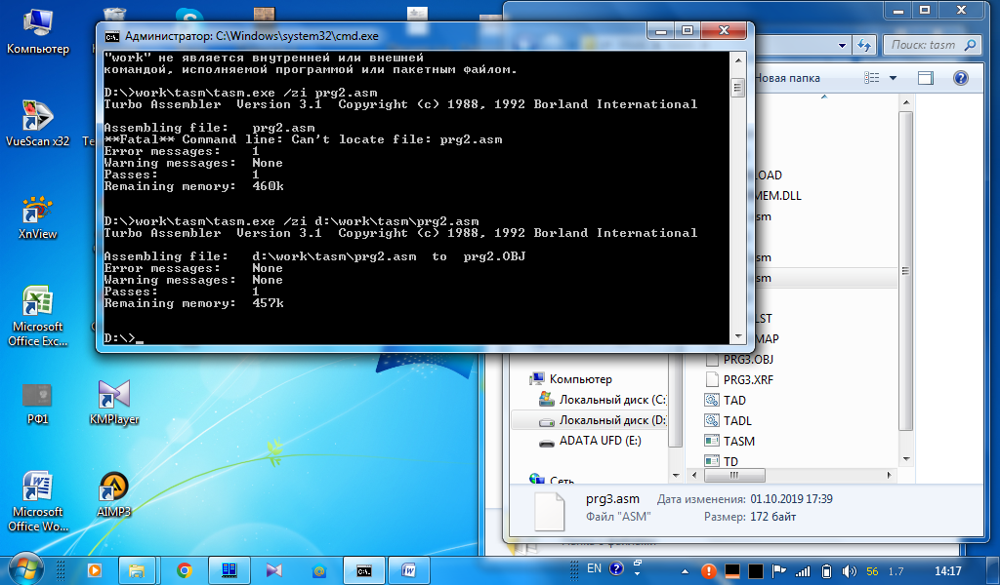 Компьютер
VueScan x32
XnView
Microsoft
Office Exc...
РФ1
KMPlayer
Microsoft
Office Wo...
AIMP3
Администратор: C:\Windows\system32\cmd.exe
"work" не является внутренней или внешней
командой, исполняемой программой или пакетным файлом.
D:\>work\tasm\tasm.exe /zi prg2.asm
Turbo Assembler Version 3.1 Copyright (c) 1988, 1992 Borland International
Assembling file: prg2.asm
**Fatal** Command line: Can't locate file: prg2.asm
Error messages: 1
Warning messages: None
Passes: 1
Remaining memory: 460k
D:\>work\tasm\tasm.exe /zi d:\work\tasm\prg2.asm
Turbo Assembler Version 3.1 Copyright (c) 1988, 1992 Borland International
Assembling file: d:\work\tasm\prg2.asm to prg2.OBJ
Error messages: None
Warning messages: None
Passes: 1
Remaining memory: 457k
D:\>_
Поиск: tasm
Новая папка
.OAD
MEM.DLL
sm
sm
sm
LST
MAP
PRG3.OBJ
PRG3.XRF
TAD
TADL
TASM
TD
Компьютер
Локальный диск (C:
Локальный диск (D:
ADATA UFD (E:)
Сеть
prg3.asm Дата изменения: 01.10.2019 17:39
Файл "ASM" Размер: 172 байт
EN
56
1.7
14:17